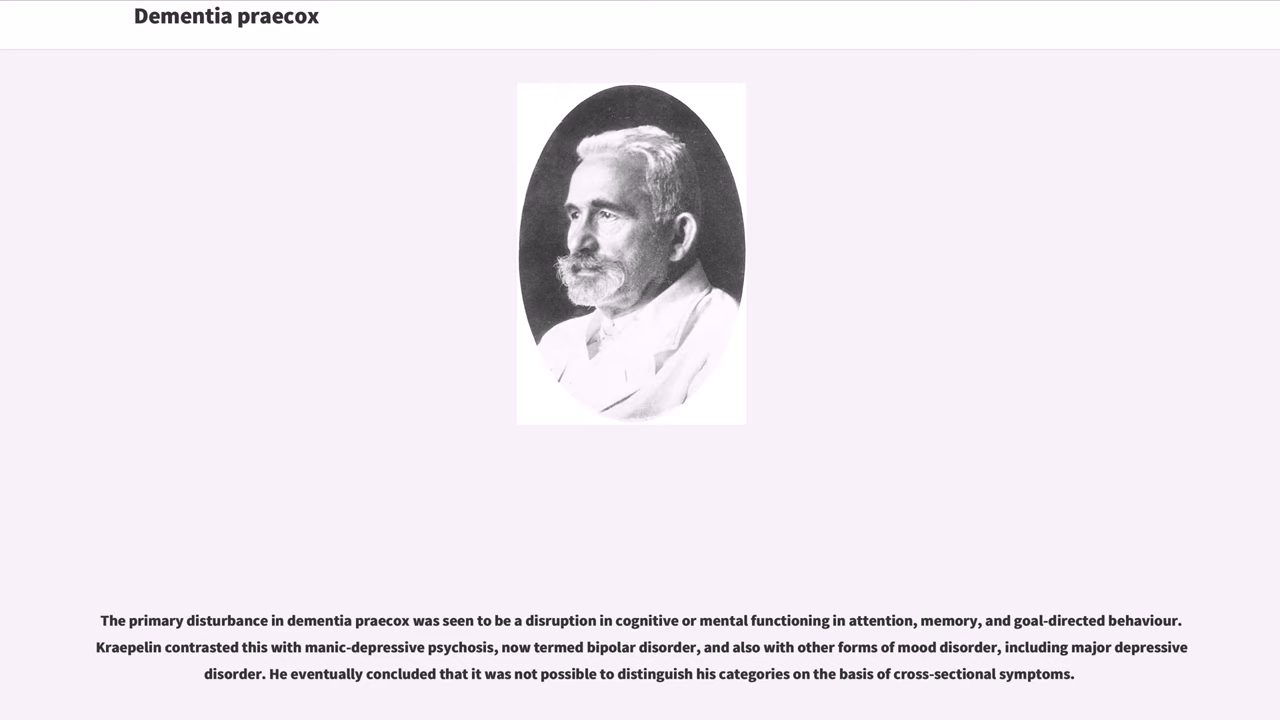 Dementia praecox
The primary disturbance in dementia praecox was seen to be a disruption in cognitive or mental functioning in attention, memory, and goal-directed behaviour.
Kraepelin contrasted this with manic-depressive psychosis, now termed bipolar disorder, and also with other forms of mood disorder, including major depressive
disorder. He eventually concluded that it was not possible to distinguish his categories on the basis of cross-sectional symptoms.